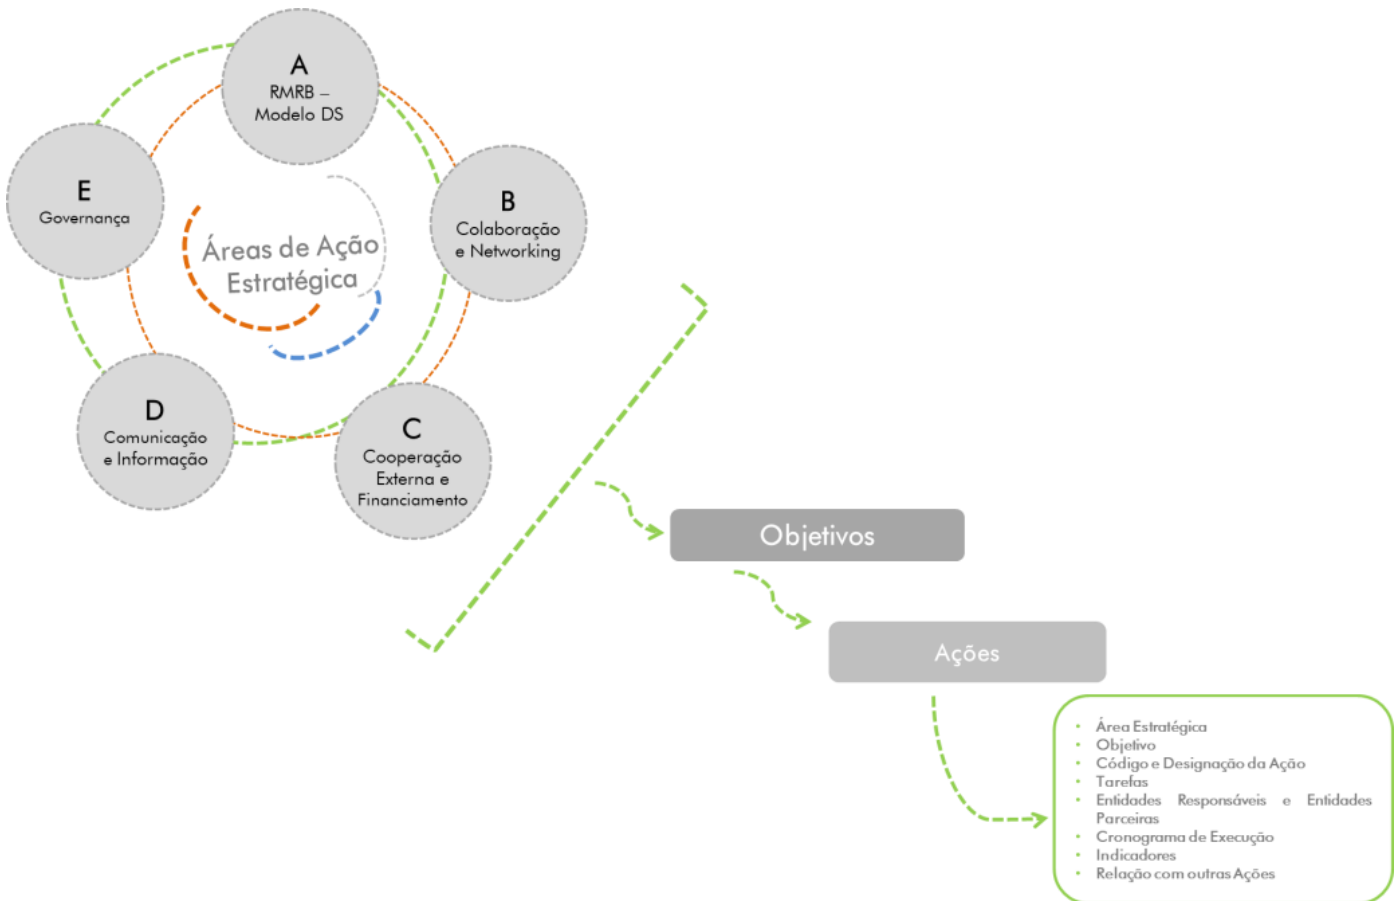 A
RMRB –
Modelo DS
B
Colaboração
e Networking
C
Cooperação
Externa e
Financiamento
D
Comunicação
e Informação
E
Governança
Áreas de Ação
Estratégica
Objetivos
Ações
• Área Estratégica
• Objetivo
• Código e Designação da Ação
• Tarefas
• Entidades Responsáveis e Entidades
Parceiras
• Cronograma de Execução
• Indicadores
• Relação com outras Ações